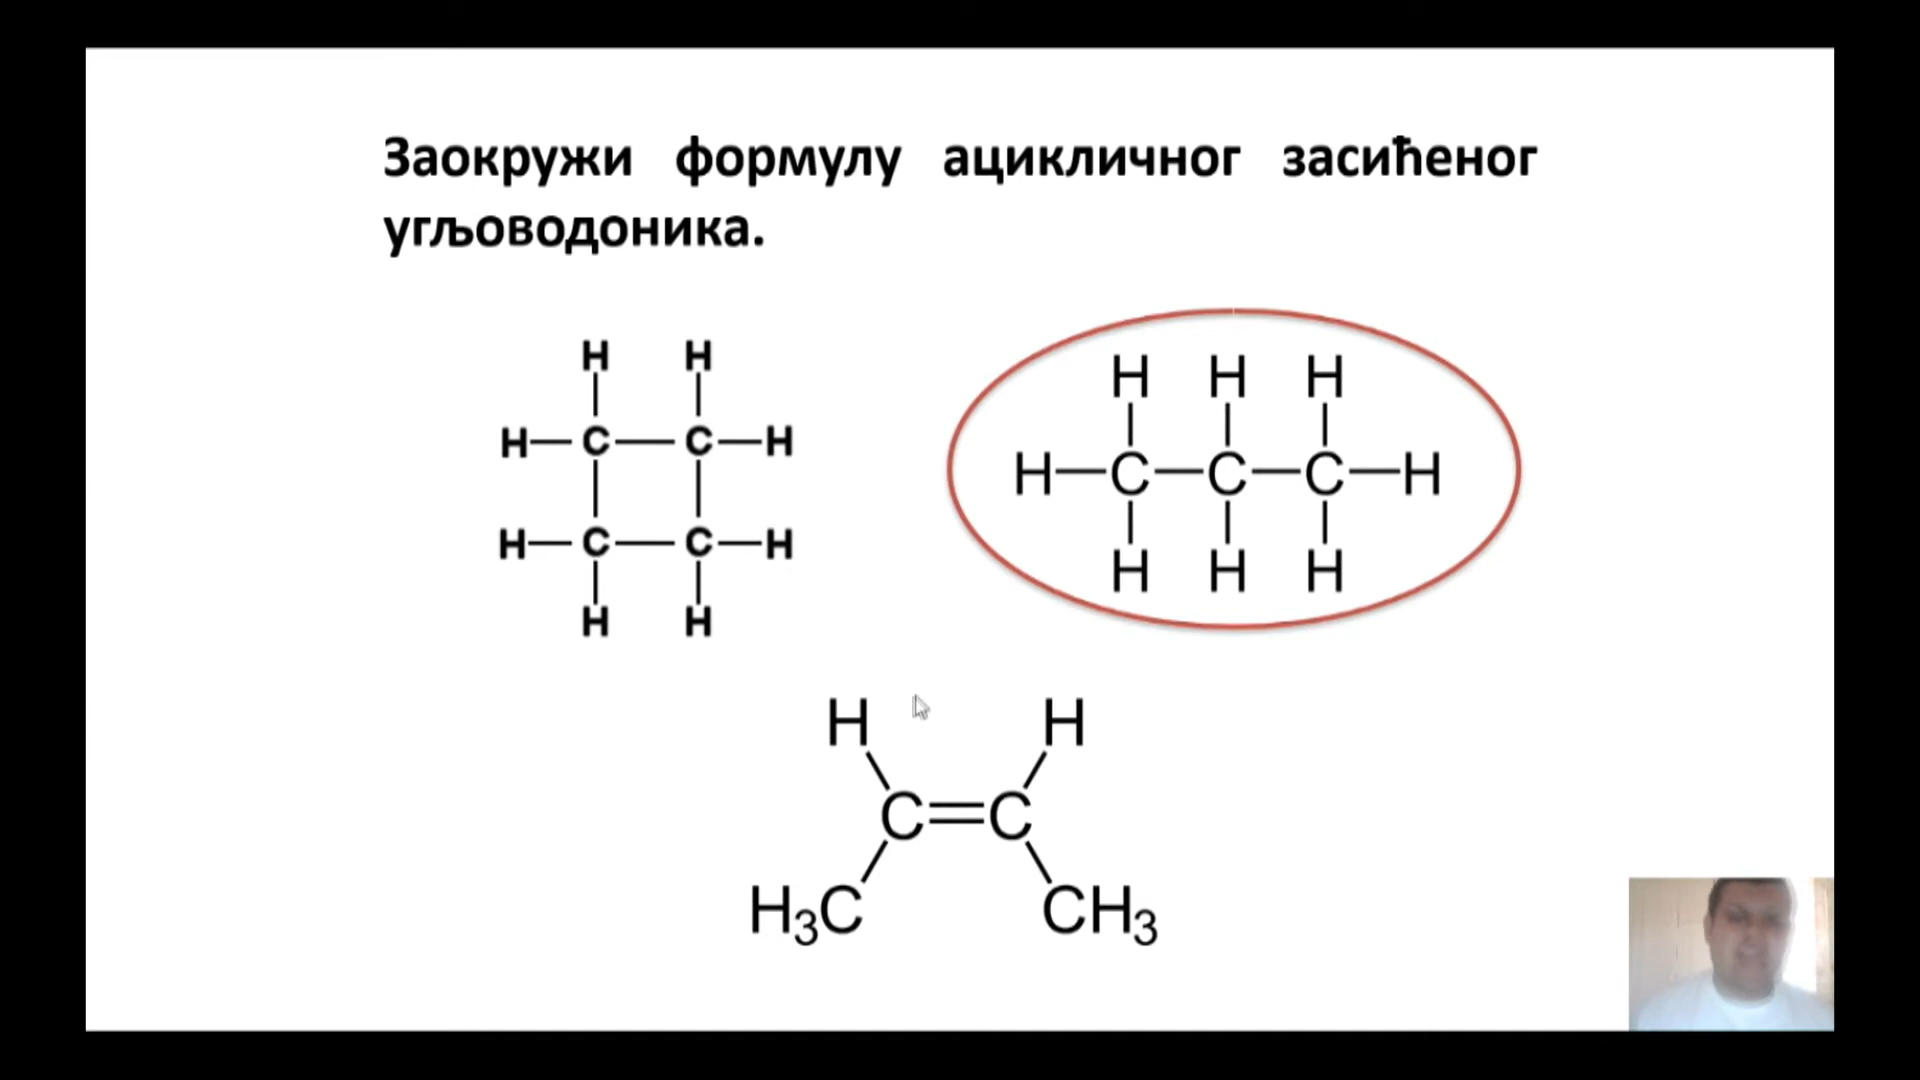 Заокружи формулу ацикличног засићеног
угљоводоника.
H H
H—C—C—H
H—C—C—H
H H
H H H
H—C—C—C—H
H H H
H H
C=C
H₃C CH₃